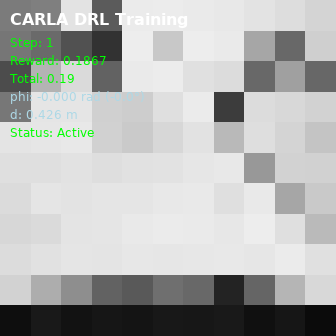 CARLA DRL Training
Step: 1
Reward: 0.1867
Total: 0.19
phi: -0.000 rad
d: 0.426 m
Status: Active